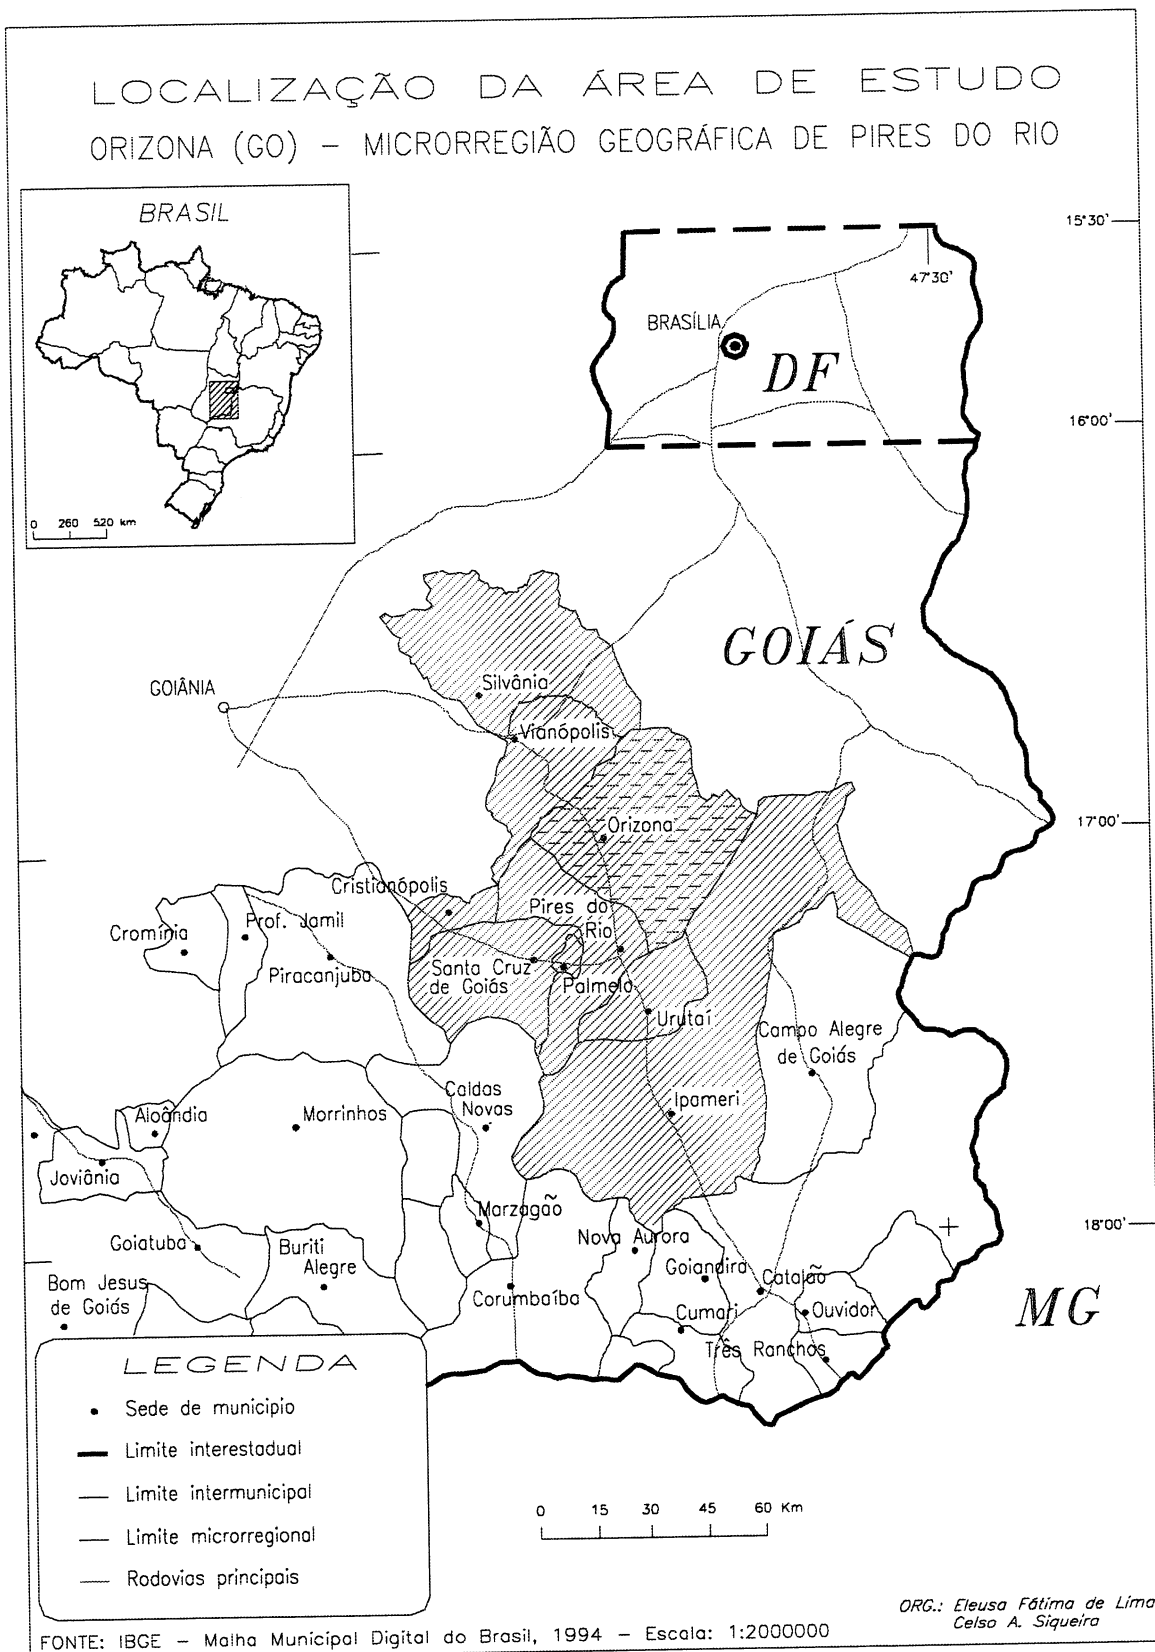 LOCALIZAÇÃO DA ÁREA DE ESTUDO
ORIZONA (GO) - MICRORREGIÃO GEOGRÁFICA DE PIRES DO RIO
BRASIL
0 260 520 km
15°30'
47°30'
BRASÍLIA
DF
16°00'
GOIÁS
Silvânia
GOIÂNIA
Vianópolis
17°00'
Orizona
Cristianópolis
Pires do
Rio
Prof. Jamil
Cromínia
Piracanjuba
Santa Cruz
de Goiás
Palmelo
Urutaí
Campo Alegre
de Goiás
Caldas
Novas
Ipameri
Aloândia
Morrinhos
Joviânia
Marzagão
18°00'
Goiatuba
Buriti
Alegre
Nova Aurora
Goiandira
Catalão
Bom Jesus
de Goiás
Corumbaíba
Cumari
Ouvidor
MG
Três Ranchos
LEGENDA
Sede de município
Limite interestadual
Limite intermunicipal
Limite microrregional
Rodovias principais
0 15 30 45 60 Km
ORG.: Eleusa Fátima de Lima
Celso A. Siqueira
FONTE: IBGE - Malha Municipal Digital do Brasil, 1994 - Escala: 1:2000000